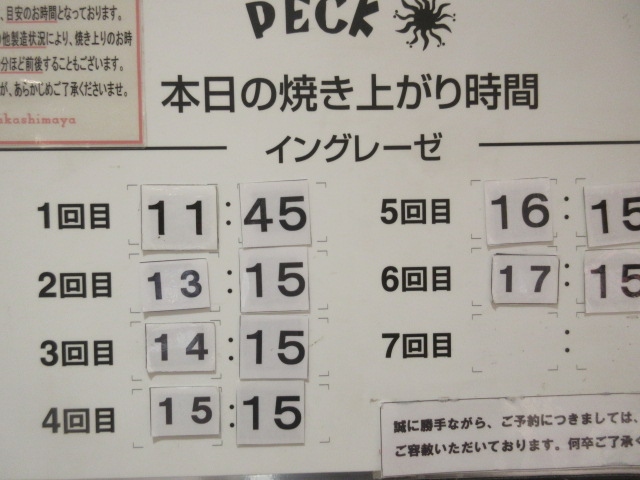 、目安のお時間となっております。
の他製造状況により、焼き上りのお時
分ほど前後することもございます。
が、あらかじめご了承くださいませ。
akashimaya
PECK
本日の焼き上がり時間
イングレーゼ
1回目 11:45
2回目 13:15
3回目 14:15
4回目 15:15
5回目 16:15
6回目 17:15
7回目 :
誠に勝手ながら、ご予約につきましては、
ご容赦いただいております。何卒ご了承く